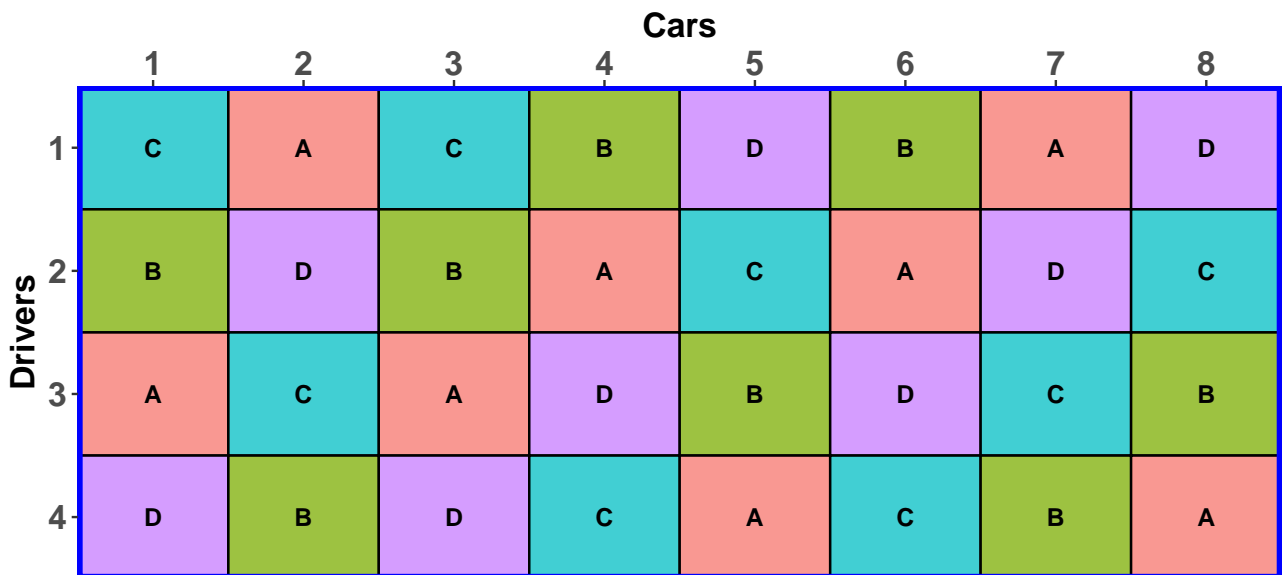 Cars
1 2 3 4 5 6 7 8
1 C A C B D B A D
2 B D B A C A D C
Drivers
3 A C A D B D C B
4 D B D C A C B A